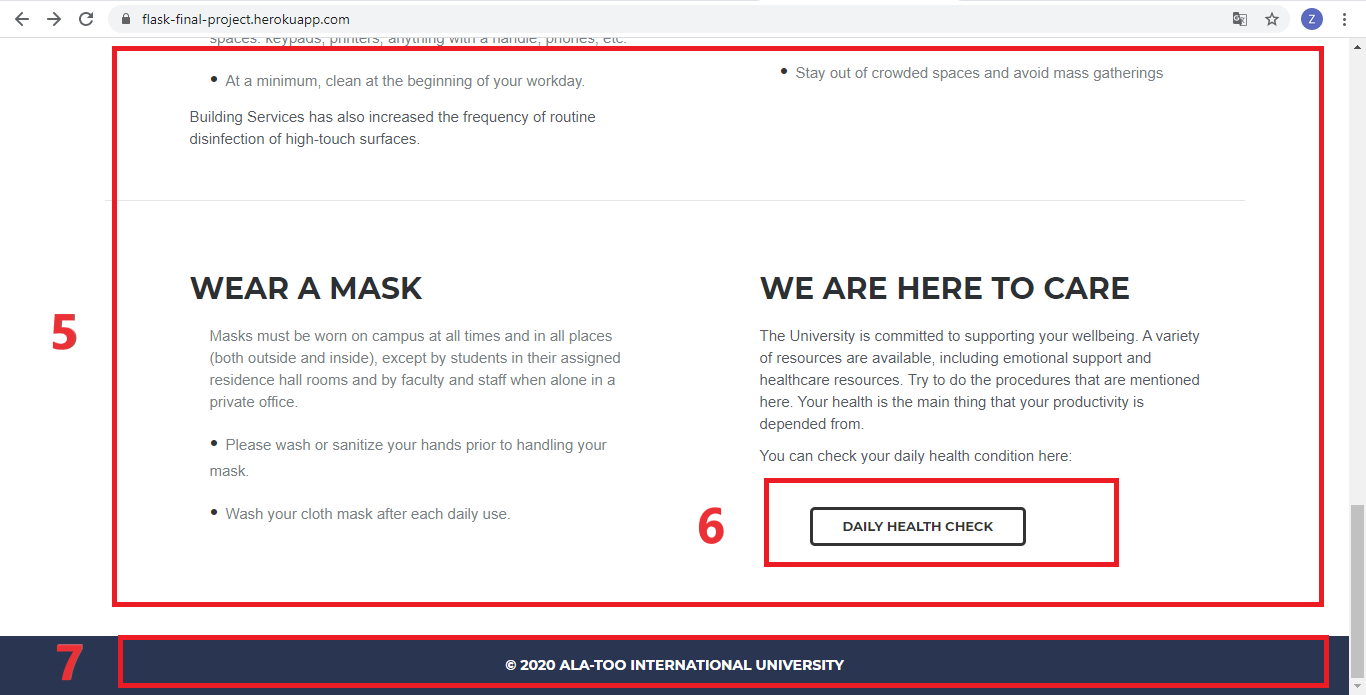 flask-final-project.herokuapp.com
Z
spaces: keypads, printers, anything with a handle, phones, etc.
• At a minimum, clean at the beginning of your workday.
Building Services has also increased the frequency of routine
disinfection of high-touch surfaces.
• Stay out of crowded spaces and avoid mass gatherings
5
WEAR A MASK
Masks must be worn on campus at all times and in all places
(both outside and inside), except by students in their assigned
residence hall rooms and by faculty and staff when alone in a
private office.
• Please wash or sanitize your hands prior to handling your
mask.
• Wash your cloth mask after each daily use.
WE ARE HERE TO CARE
The University is committed to supporting your wellbeing. A variety
of resources are available, including emotional support and
healthcare resources. Try to do the procedures that are mentioned
here. Your health is the main thing that your productivity is
depended from.
You can check your daily health condition here:
6
DAILY HEALTH CHECK
7
© 2020 ALA-TOO INTERNATIONAL UNIVERSITY